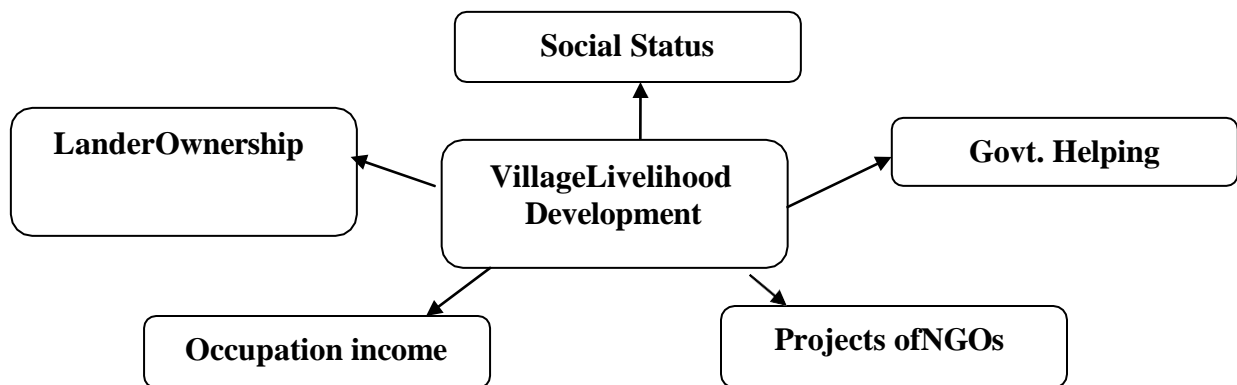 Social Status
LanderOwnership
Govt. Helping
VillageLivelihood
Development
Occupation income
Projects ofNGOs